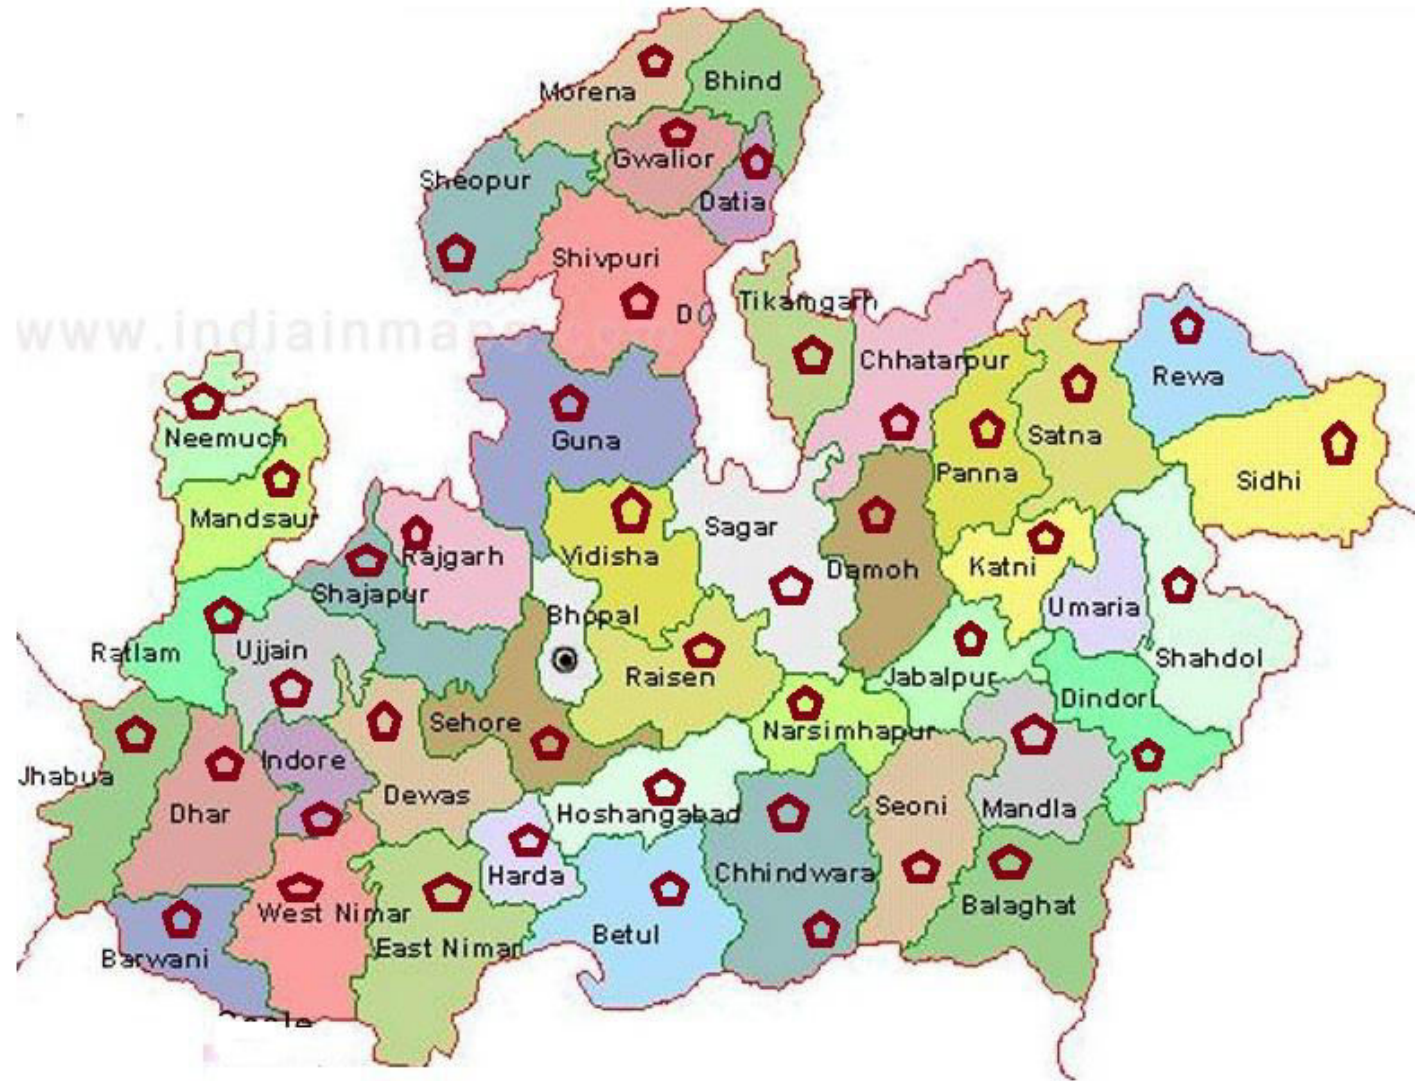 Morena
Bhind
Gwalior
Sheopur
Datia
Shivpuri
Tikamgarh
www.indiainmaps
Chhatarpur
Rewa
Guna
Neemuch
Satna
Panna
Sidhi
Mandsaur
Sagar
Rajgarh
Vidisha
Damoh
Katni
Shajapur
Umaria
Bhopal
Ratlam
Ujjain
Raisen
Jabalpur
Shahdol
Dindori
Sehore
Narsimhapur
Indore
Jhabua
Dewas
Dhar
Hoshangabad
Seoni
Mandla
Harda
Chhindwara
West Nimar
Balaghat
Betul
East Nimar
Barwani